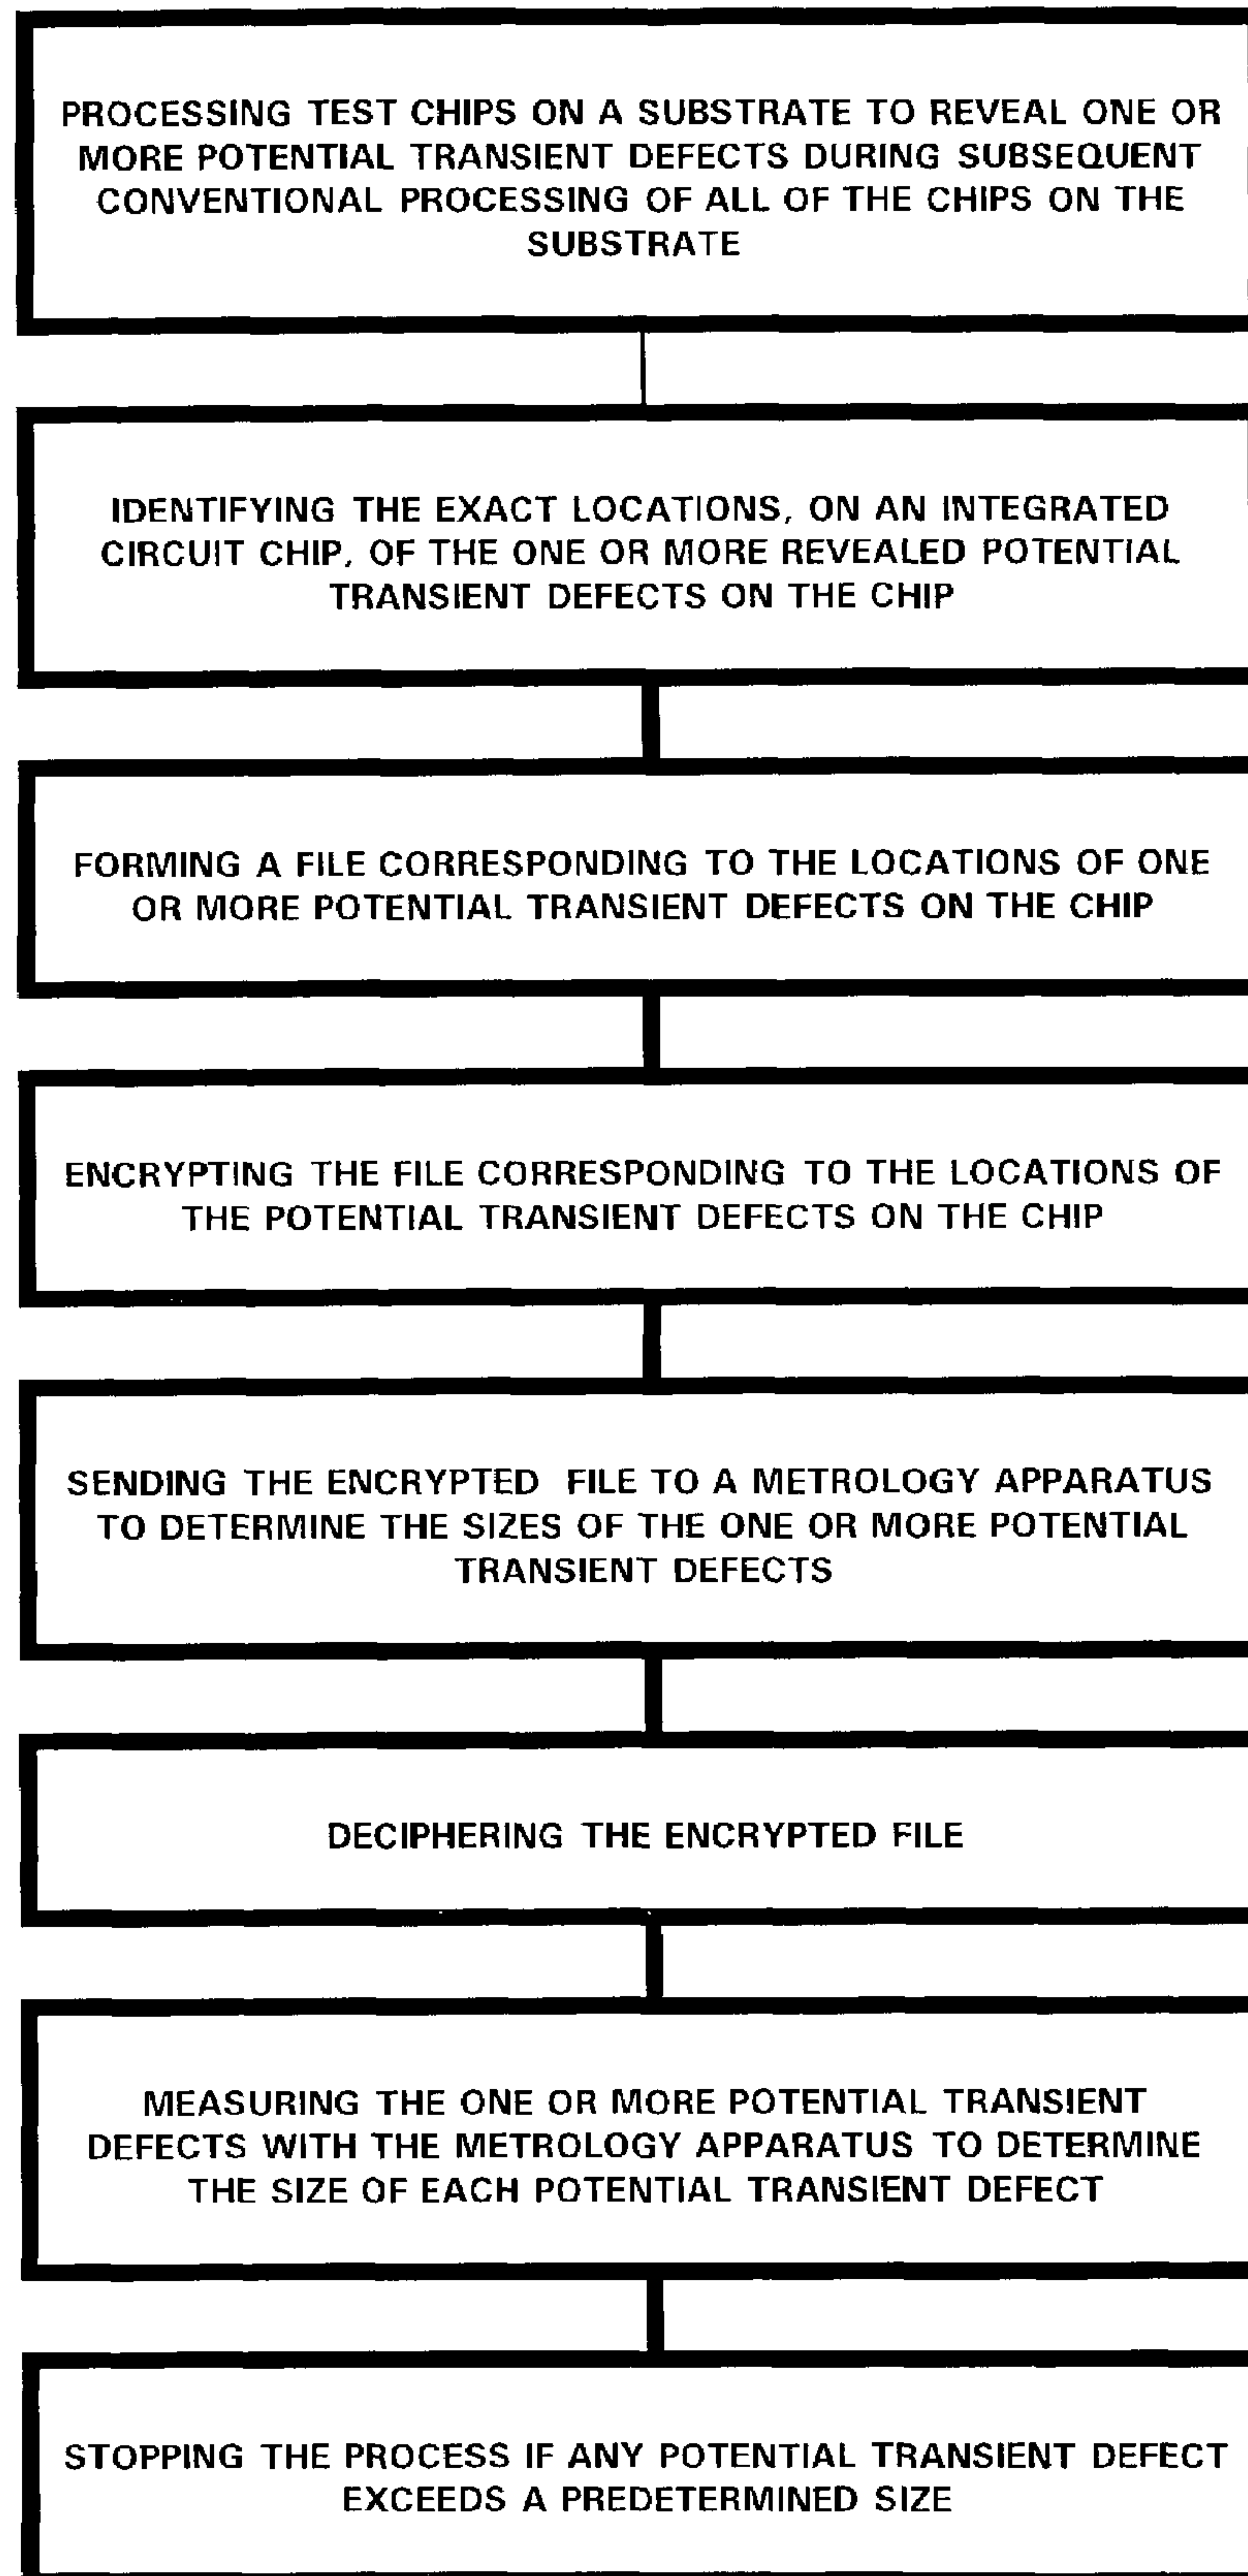 PROCESSING TEST CHIPS ON A SUBSTRATE TO REVEAL ONE OR
MORE POTENTIAL TRANSIENT DEFECTS DURING SUBSEQUENT
CONVENTIONAL PROCESSING OF ALL OF THE CHIPS ON THE
SUBSTRATE
IDENTIFYING THE EXACT LOCATIONS, ON AN INTEGRATED
CIRCUIT CHIP, OF THE ONE OR MORE REVEALED POTENTIAL
TRANSIENT DEFECTS ON THE CHIP
FORMING A FILE CORRESPONDING TO THE LOCATIONS OF ONE
OR MORE POTENTIAL TRANSIENT DEFECTS ON THE CHIP
ENCRYPTING THE FILE CORRESPONDING TO THE LOCATIONS OF
THE POTENTIAL TRANSIENT DEFECTS ON THE CHIP
SENDING THE ENCRYPTED FILE TO A METROLOGY APPARATUS
TO DETERMINE THE SIZES OF THE ONE OR MORE POTENTIAL
TRANSIENT DEFECTS
DECIPHERING THE ENCRYPTED FILE
MEASURING THE ONE OR MORE POTENTIAL TRANSIENT
DEFECTS WITH THE METROLOGY APPARATUS TO DETERMINE
THE SIZE OF EACH POTENTIAL TRANSIENT DEFECT
STOPPING THE PROCESS IF ANY POTENTIAL TRANSIENT DEFECT
EXCEEDS A PREDETERMINED SIZE